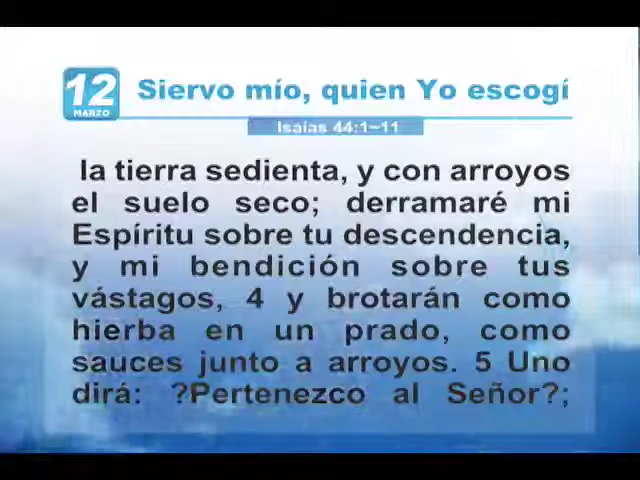 12
MARZO
Siervo mío, quien Yo escogí
Isaías 44:1~11
la tierra sedienta, y con arroyos
el suelo seco; derramaré mi
Espíritu sobre tu descendencia,
y mi bendición sobre tus
vástagos, 4 y brotarán como
hierba en un prado, como
sauces junto a arroyos. 5 Uno
dirá: ?Pertenezco al Señor?;